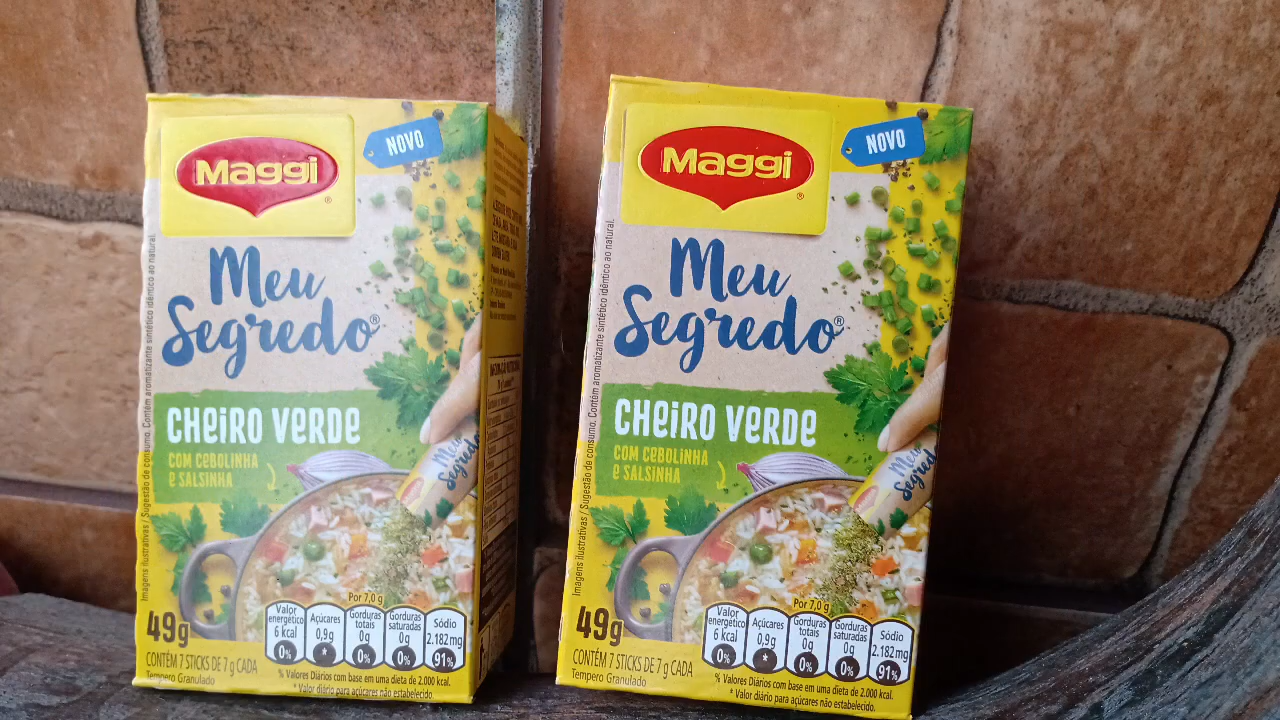 Maggi
®
NOVO
Meu
Segredo®
CHEIRO VERDE
COM CEBOLINHA
E SALSINHA
Meu
Segredo
Imagens ilustrativas / Sugestão de consumo. Contém aromatizante sintético idêntico ao natural.
49g
CONTÉM 7 STICKS DE 7 g CADA
Tempero Granulado
Por 7,0 g
Valor energético 6 kcal 0%
Açúcares 0,9g *
Gorduras totais 0g 0%
Gorduras saturadas 0g 0%
Sódio 2.182 mg 91%
% Valores Diários com base em uma dieta de 2.000 kcal.
* Valor diário para açúcares não estabelecido.
Maggi
®
NOVO
Meu
Segredo®
CHEIRO VERDE
COM CEBOLINHA
E SALSINHA
Meu
Imagens ilustrativas / Sugestão de consumo. Contém aromatizante sintético idêntico ao natural.
49g
CONTÉM 7 STICKS DE 7 g CADA
Tempero Granulado
Por 7,0 g
Valor energético 6 kcal 0%
Açúcares 0,9g *
Gorduras totais 0g 0%
Gorduras saturadas 0g 0%
Sódio 2.182 mg 91%
% Valores Diários com base em uma dieta de 2.000 kcal.
* Valor diário para açúcares não estabelecido.